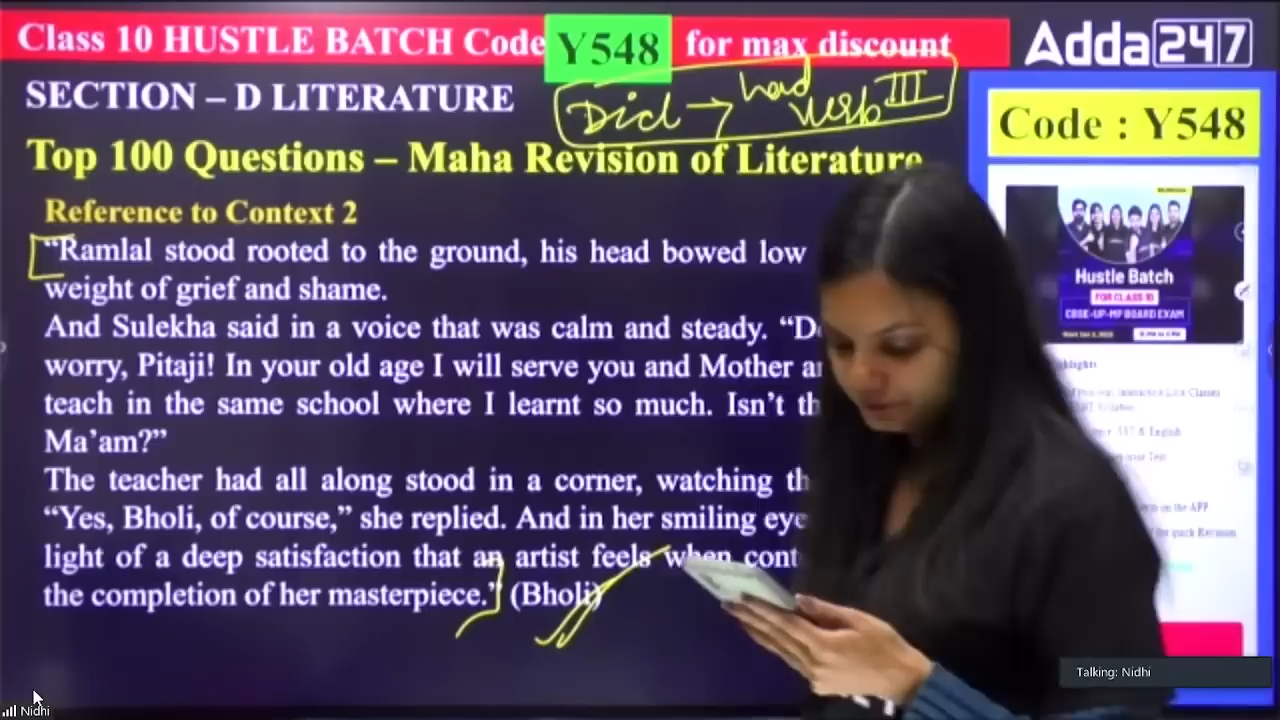 Class 10 HUSTLE BATCH Code Y548 for max discount
Adda247
SECTION – D LITERATURE
Did → had verb III
Code : Y548
Top 100 Questions – Maha Revision of Literature
Reference to Context 2
“Ramlal stood rooted to the ground, his head bowed low
weight of grief and shame.
And Sulekha said in a voice that was calm and steady. “D
worry, Pitaji! In your old age I will serve you and Mother a
teach in the same school where I learnt so much. Isn’t th
Ma’am?”
The teacher had all along stood in a corner, watching th
“Yes, Bholi, of course,” she replied. And in her smiling eye
light of a deep satisfaction that an artist feels when cont
the completion of her masterpiece.” (Bholi)
Hustle Batch
FOR CLASS 10
CBSE-UP-MP BOARD EXAM
Talking: Nidhi
Nidhi